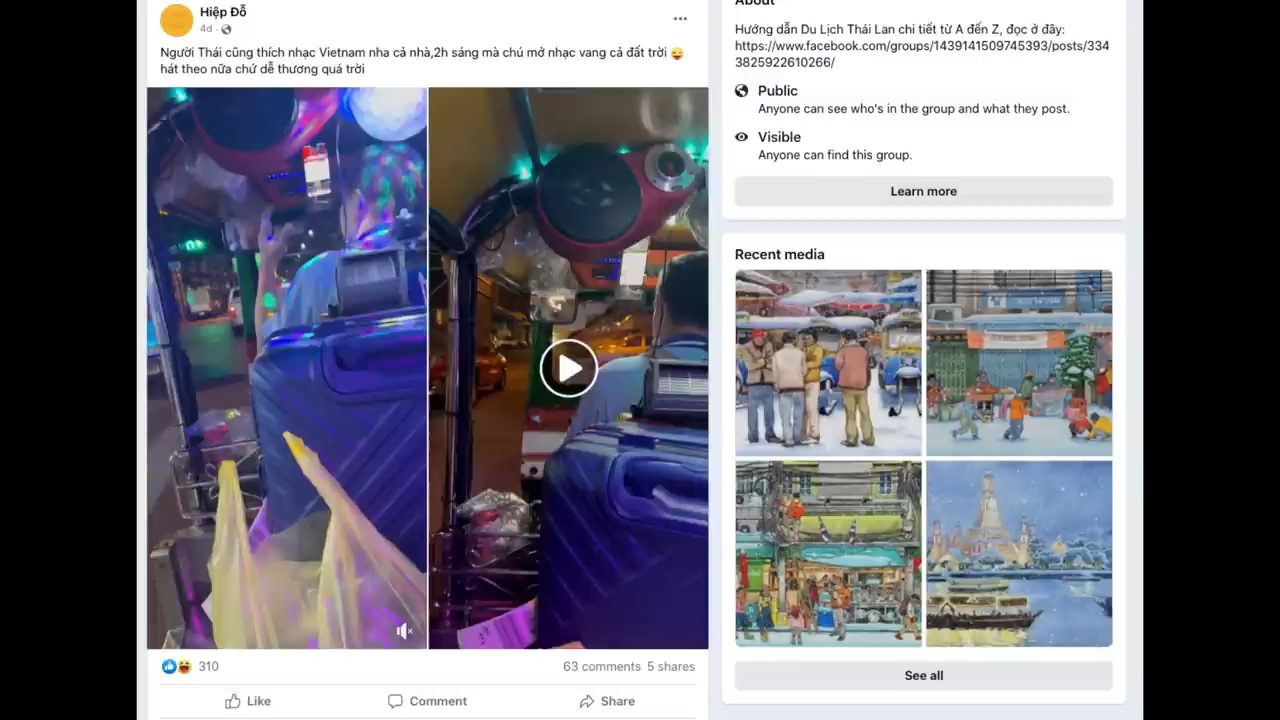 Hiệp Đỗ
4d ·
Người Thái cũng thích nhạc Vietnam nha cả nhà,2h sáng mà chú mở nhạc vang cả đất trời 😜
hát theo nữa chứ dễ thương quá trời
310
63 comments 5 shares
Like
Comment
Share
About
Hướng dẫn Du Lịch Thái Lan chi tiết từ A đến Z, đọc ở đây:
https://www.facebook.com/groups/1439141509745393/posts/334
3825922610266/
Public
Anyone can see who's in the group and what they post.
Visible
Anyone can find this group.
Learn more
Recent media
See all